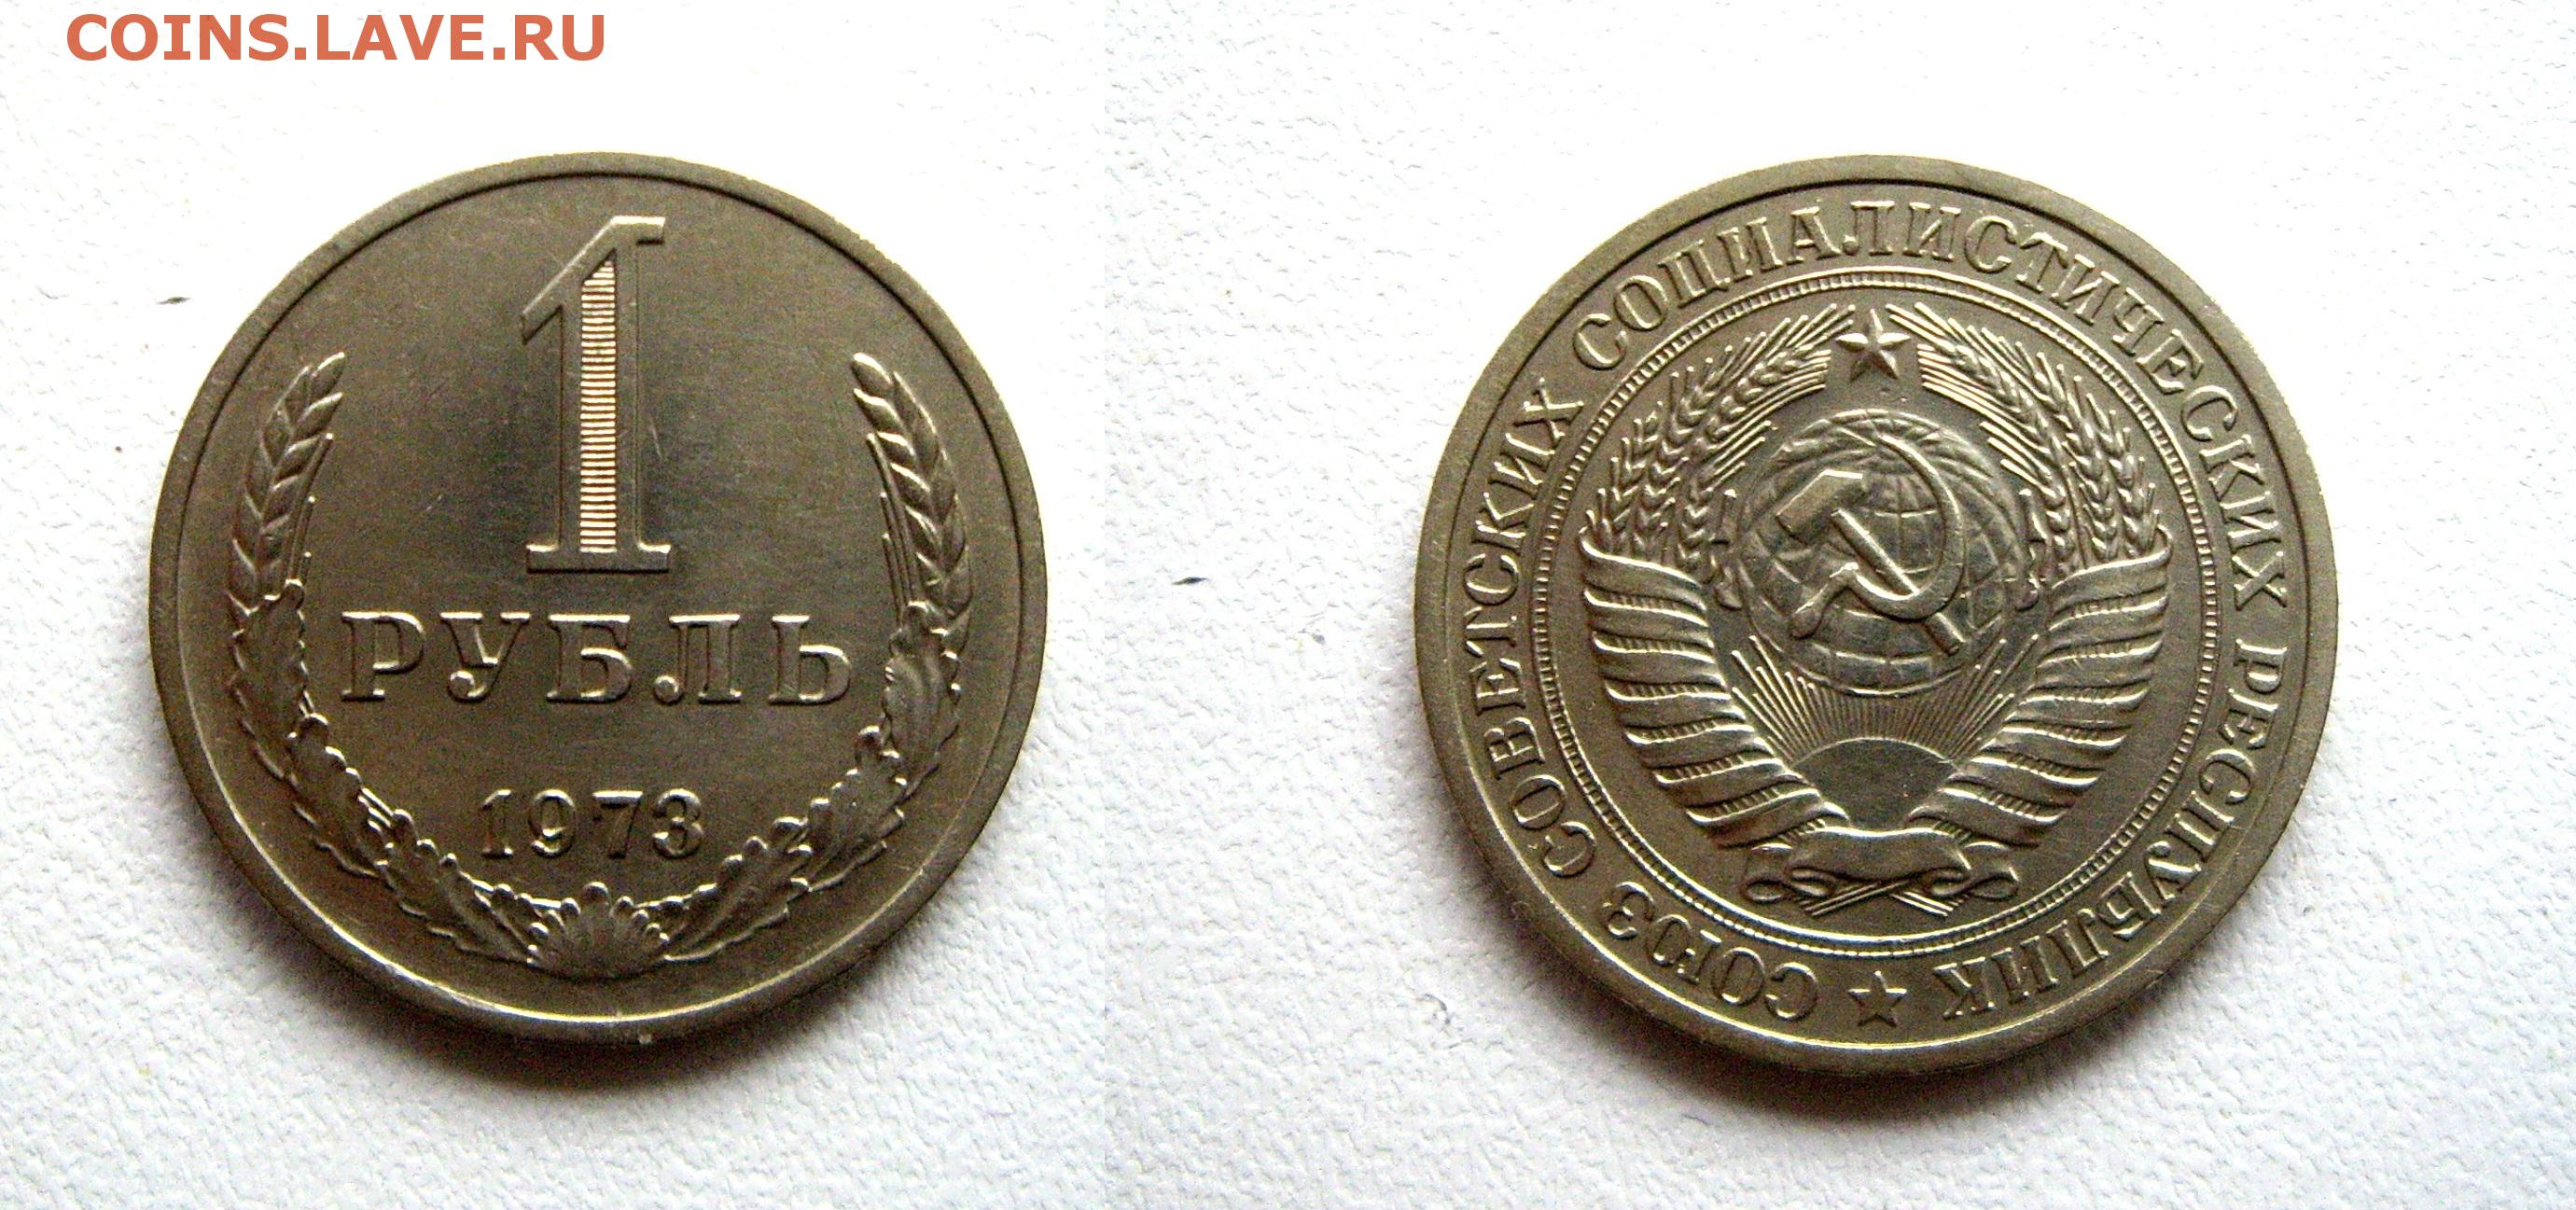 COINS.LAVE.RU
1
РУБЛЬ
1973
СОЮЗ СОВЕТСКИХ СОЦИАЛИСТИЧЕСКИХ РЕСПУБЛИК